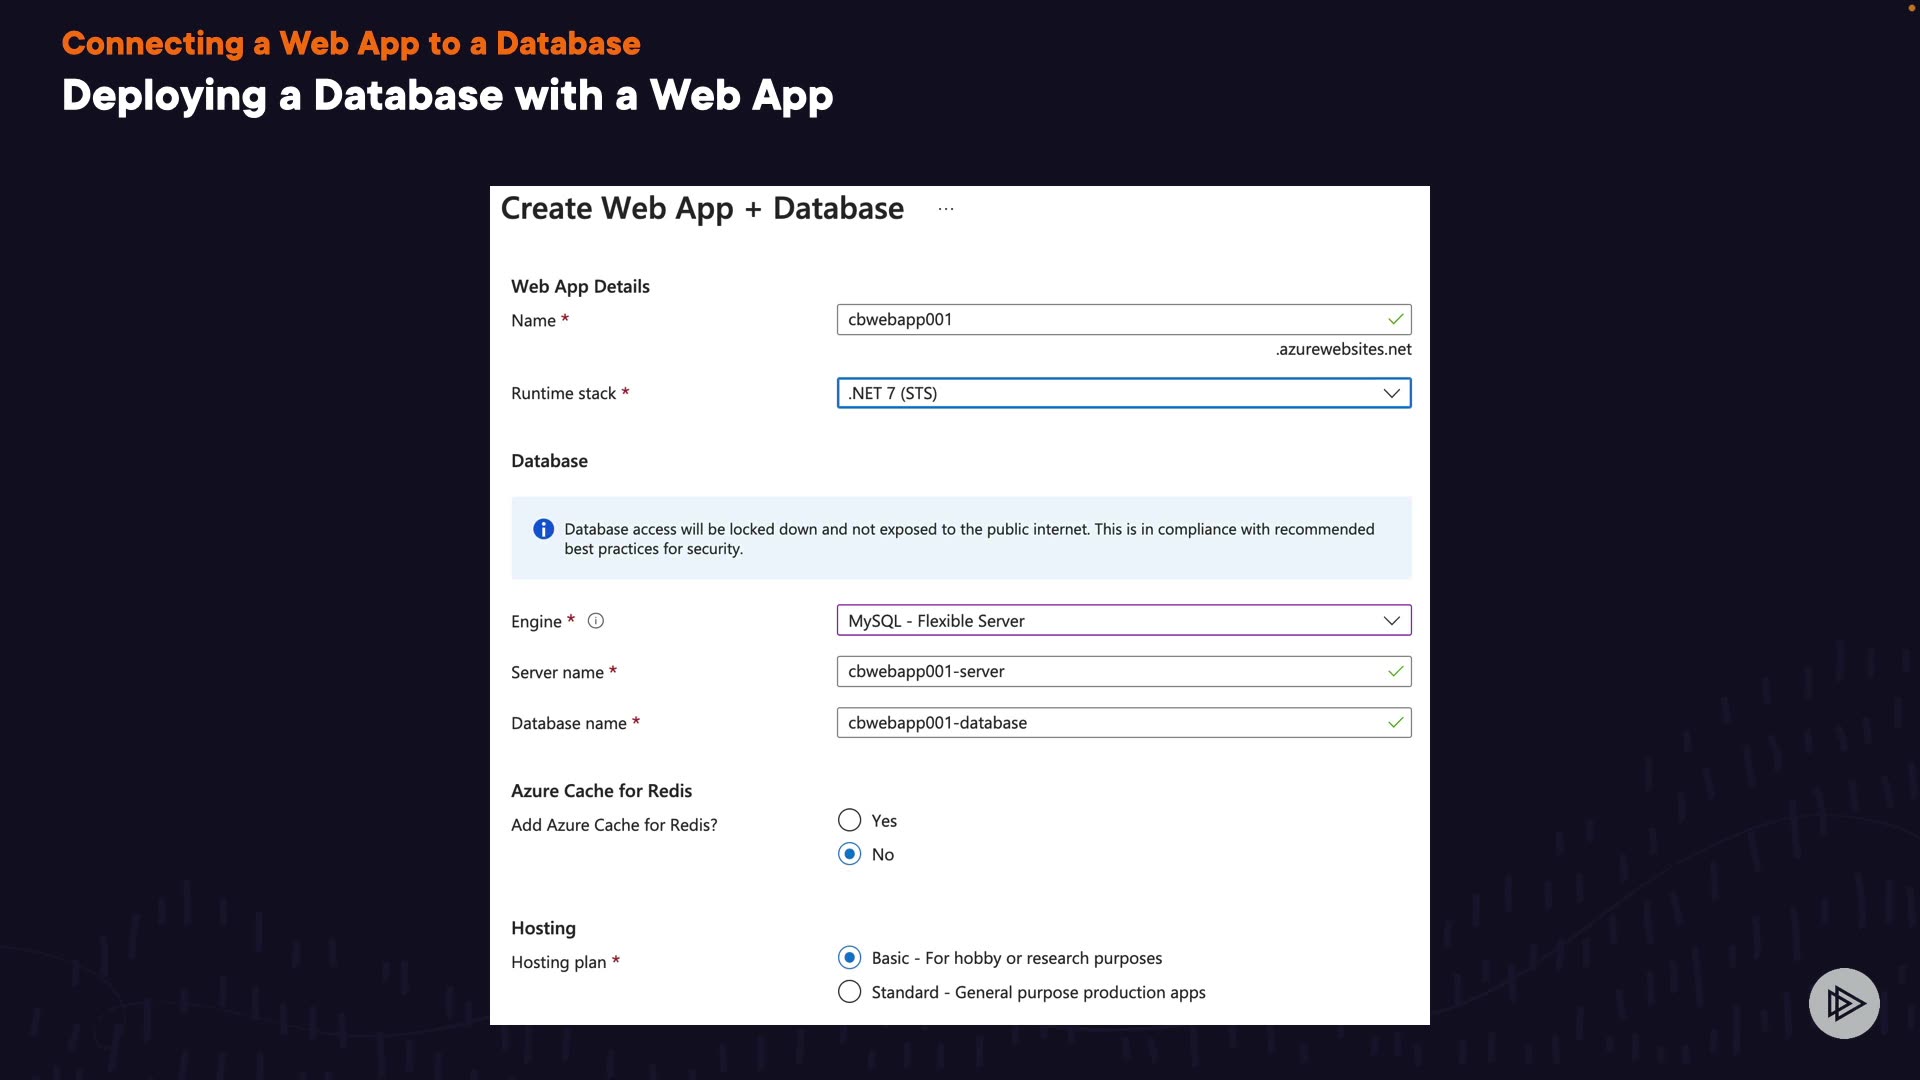 Connecting a Web App to a Database
Deploying a Database with a Web App
Create Web App + Database ...
Web App Details
Name * cbwebapp001
.azurewebsites.net
Runtime stack * .NET 7 (STS)
Database
Database access will be locked down and not exposed to the public internet. This is in compliance with recommended
best practices for security.
Engine * MySQL - Flexible Server
Server name * cbwebapp001-server
Database name * cbwebapp001-database
Azure Cache for Redis
Add Azure Cache for Redis? Yes
No
Hosting
Hosting plan * Basic - For hobby or research purposes
Standard - General purpose production apps